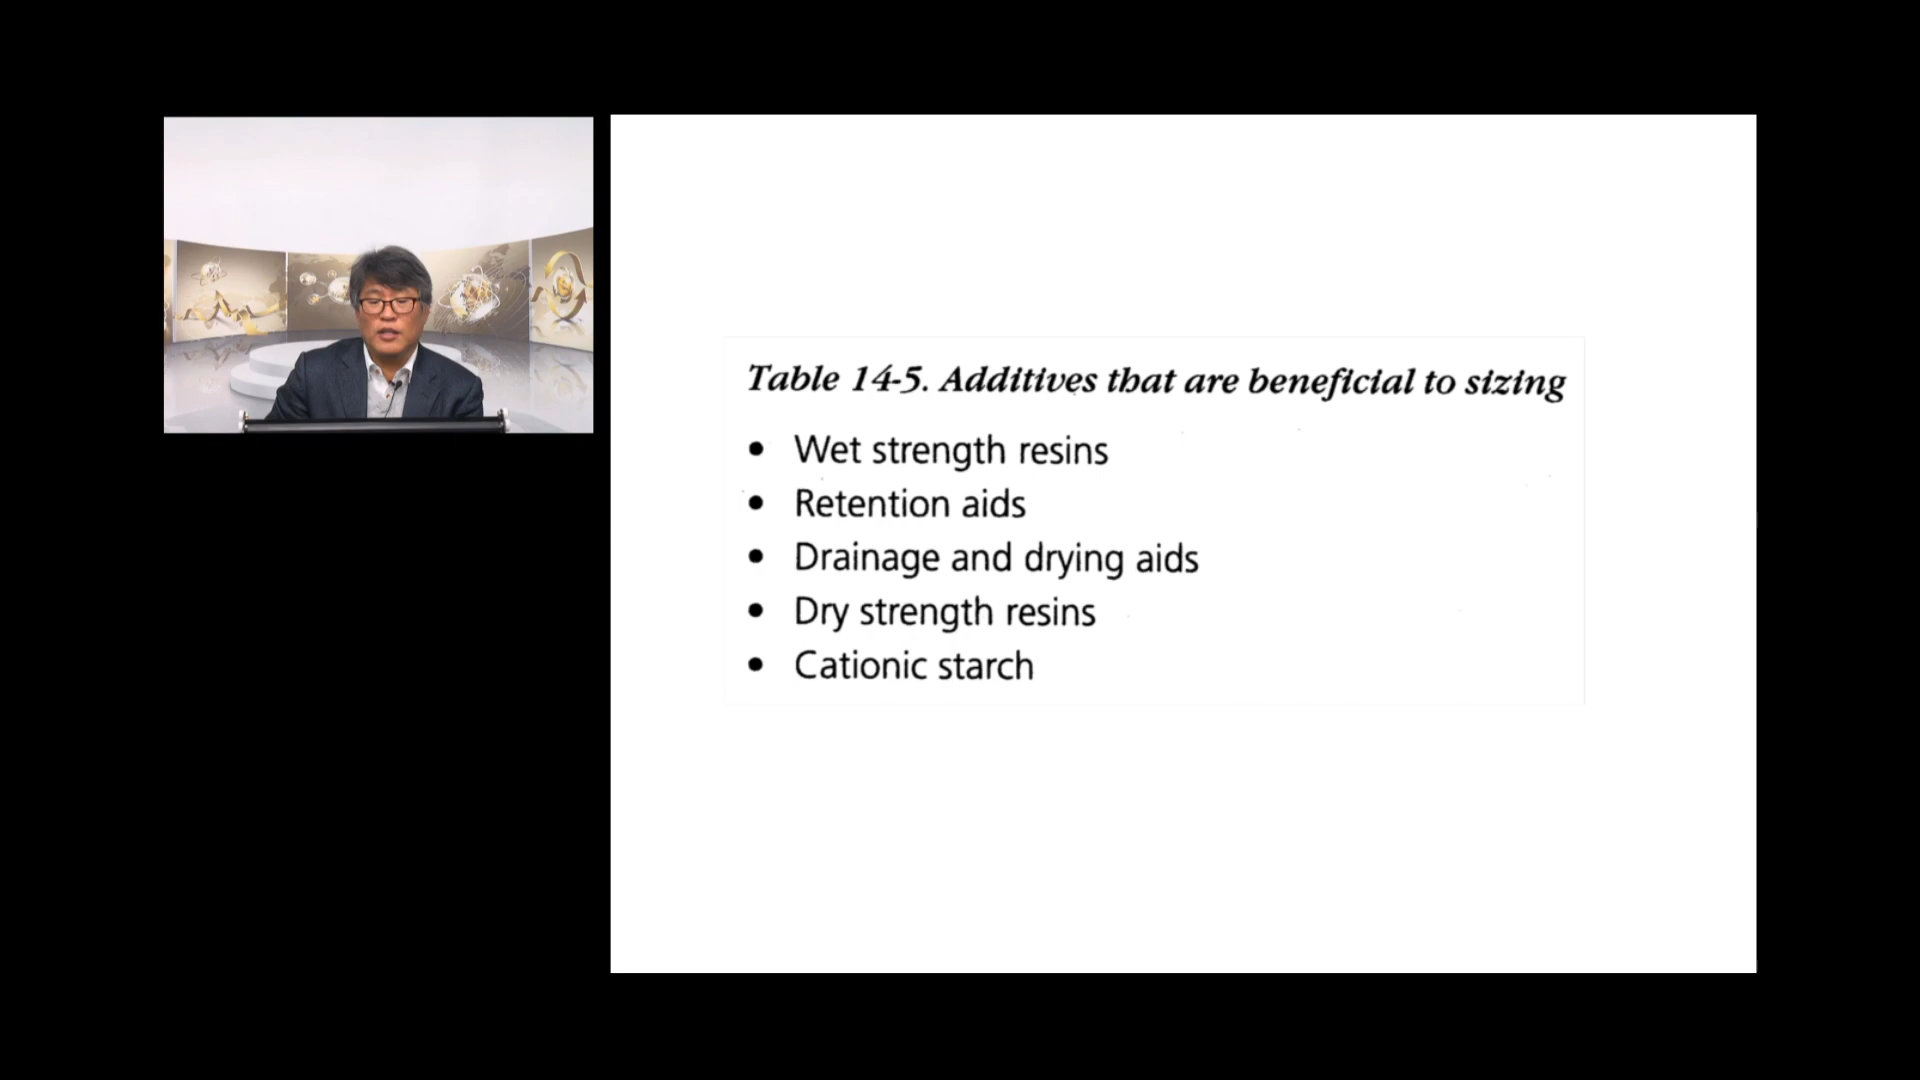 Table 14-5. Additives that are beneficial to sizing
• Wet strength resins
• Retention aids
• Drainage and drying aids
• Dry strength resins
• Cationic starch